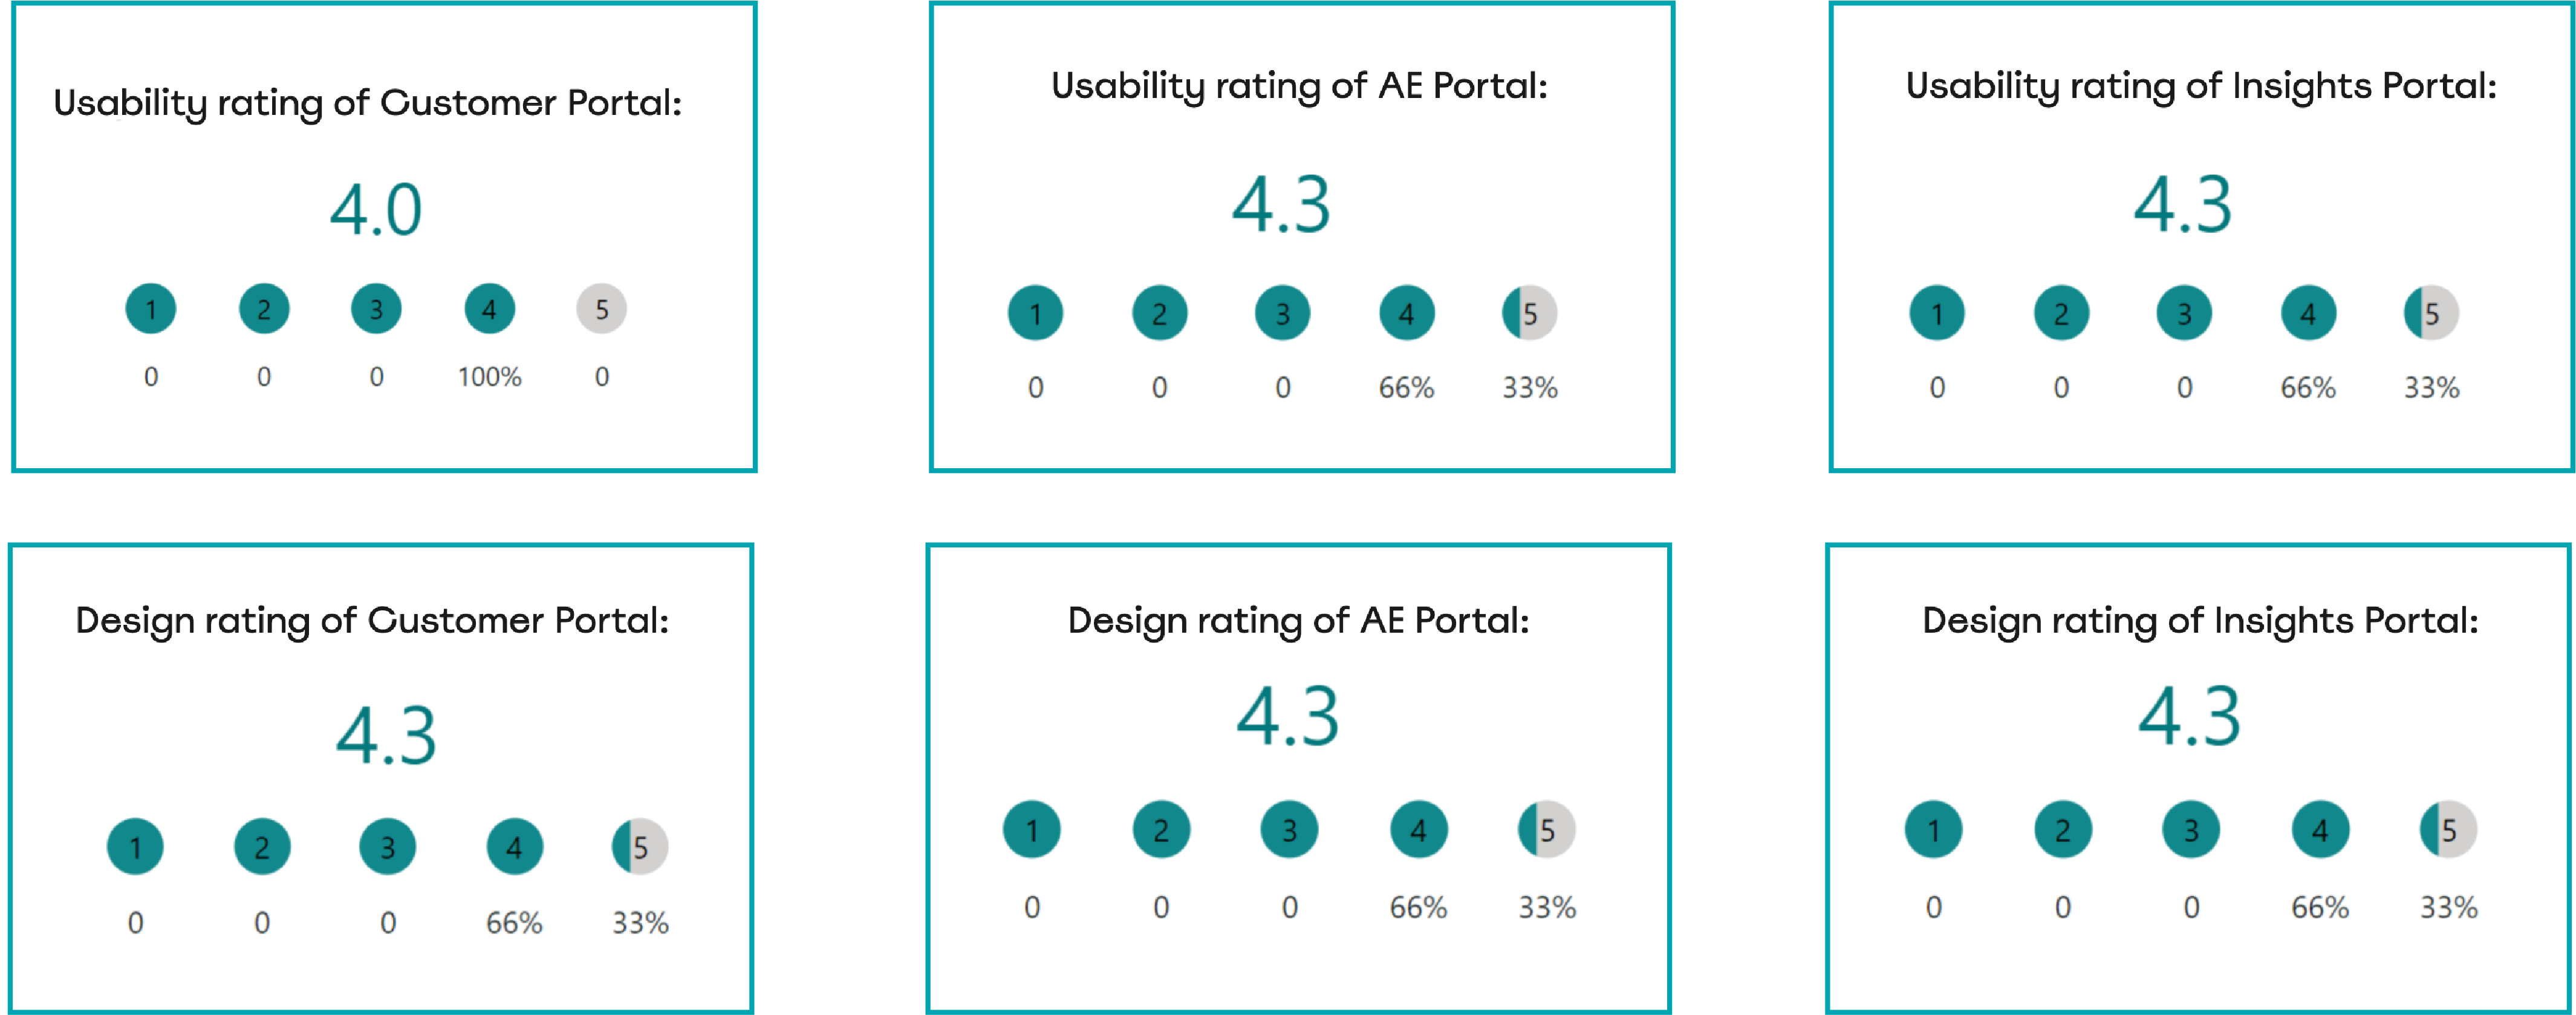 Usability rating of Customer Portal:
4.0
1 2 3 4 5
0 0 0 100% 0
Usability rating of AE Portal:
4.3
1 2 3 4 5
0 0 0 66% 33%
Usability rating of Insights Portal:
4.3
1 2 3 4 5
0 0 0 66% 33%
Design rating of Customer Portal:
4.3
1 2 3 4 5
0 0 0 66% 33%
Design rating of AE Portal:
4.3
1 2 3 4 5
0 0 0 66% 33%
Design rating of Insights Portal:
4.3
1 2 3 4 5
0 0 0 66% 33%